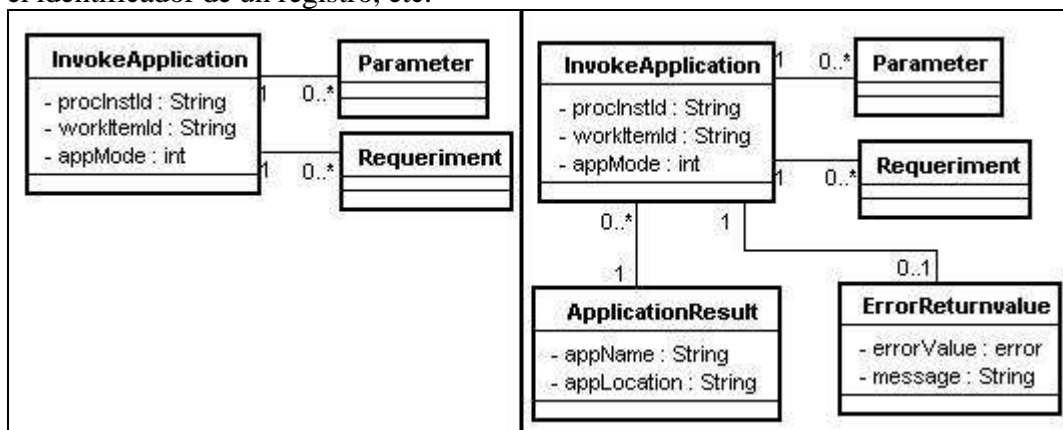 el identificador de un registro, etc.
InvokeApplication
- procInstId : String
- workItemId : String
- appMode : int
1
0..*
Parameter
1
0..*
Requeriment
InvokeApplication
- procInstId : String
- workItemId : String
- appMode : int
1
0..*
Parameter
1
0..*
Requeriment
0..*
1
1
0..1
ApplicationResult
- appName : String
- appLocation : String
ErrorReturnvalue
- errorValue : error
- message : String